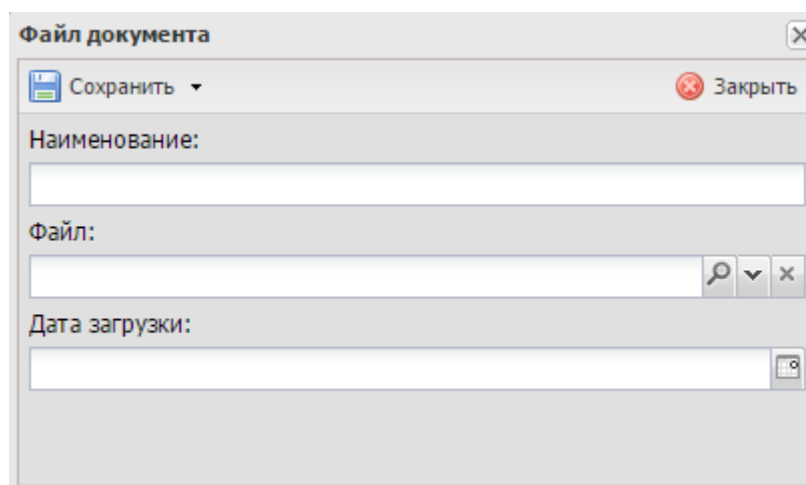 Файл документа
Сохранить Закрыть
Наименование:
Файл:
Дата загрузки: